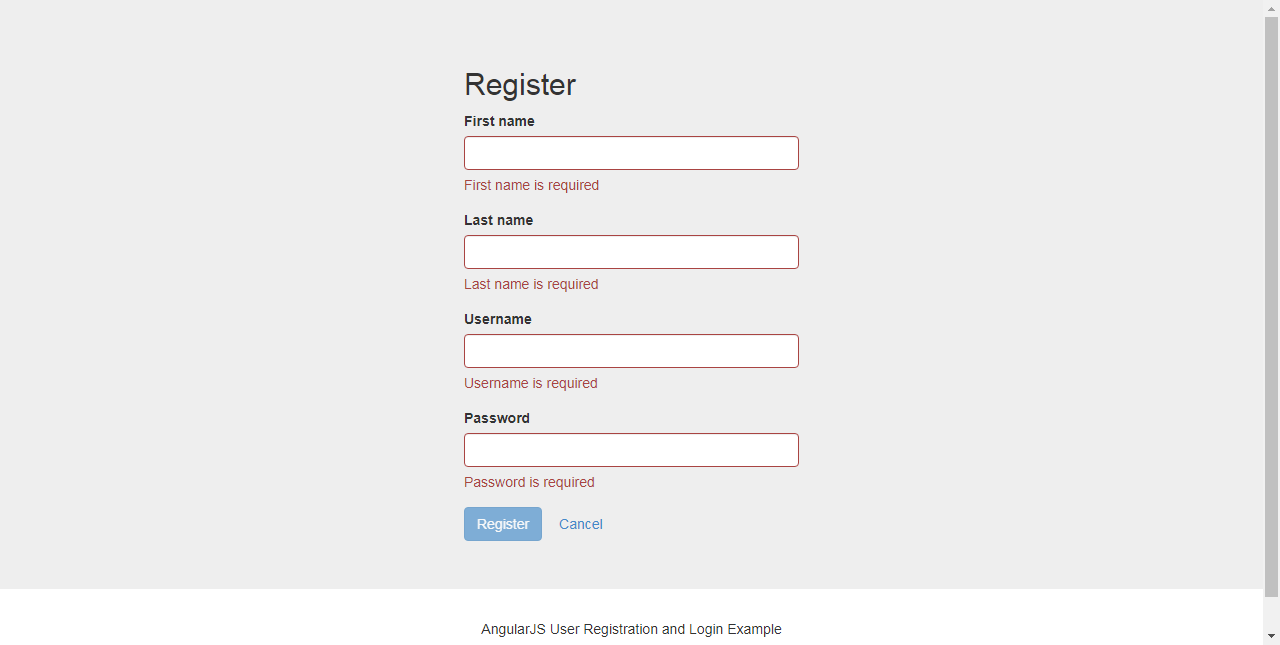 Register
First name
First name is required
Last name
Last name is required
Username
Username is required
Password
Password is required
Register Cancel
AngularJS User Registration and Login Example